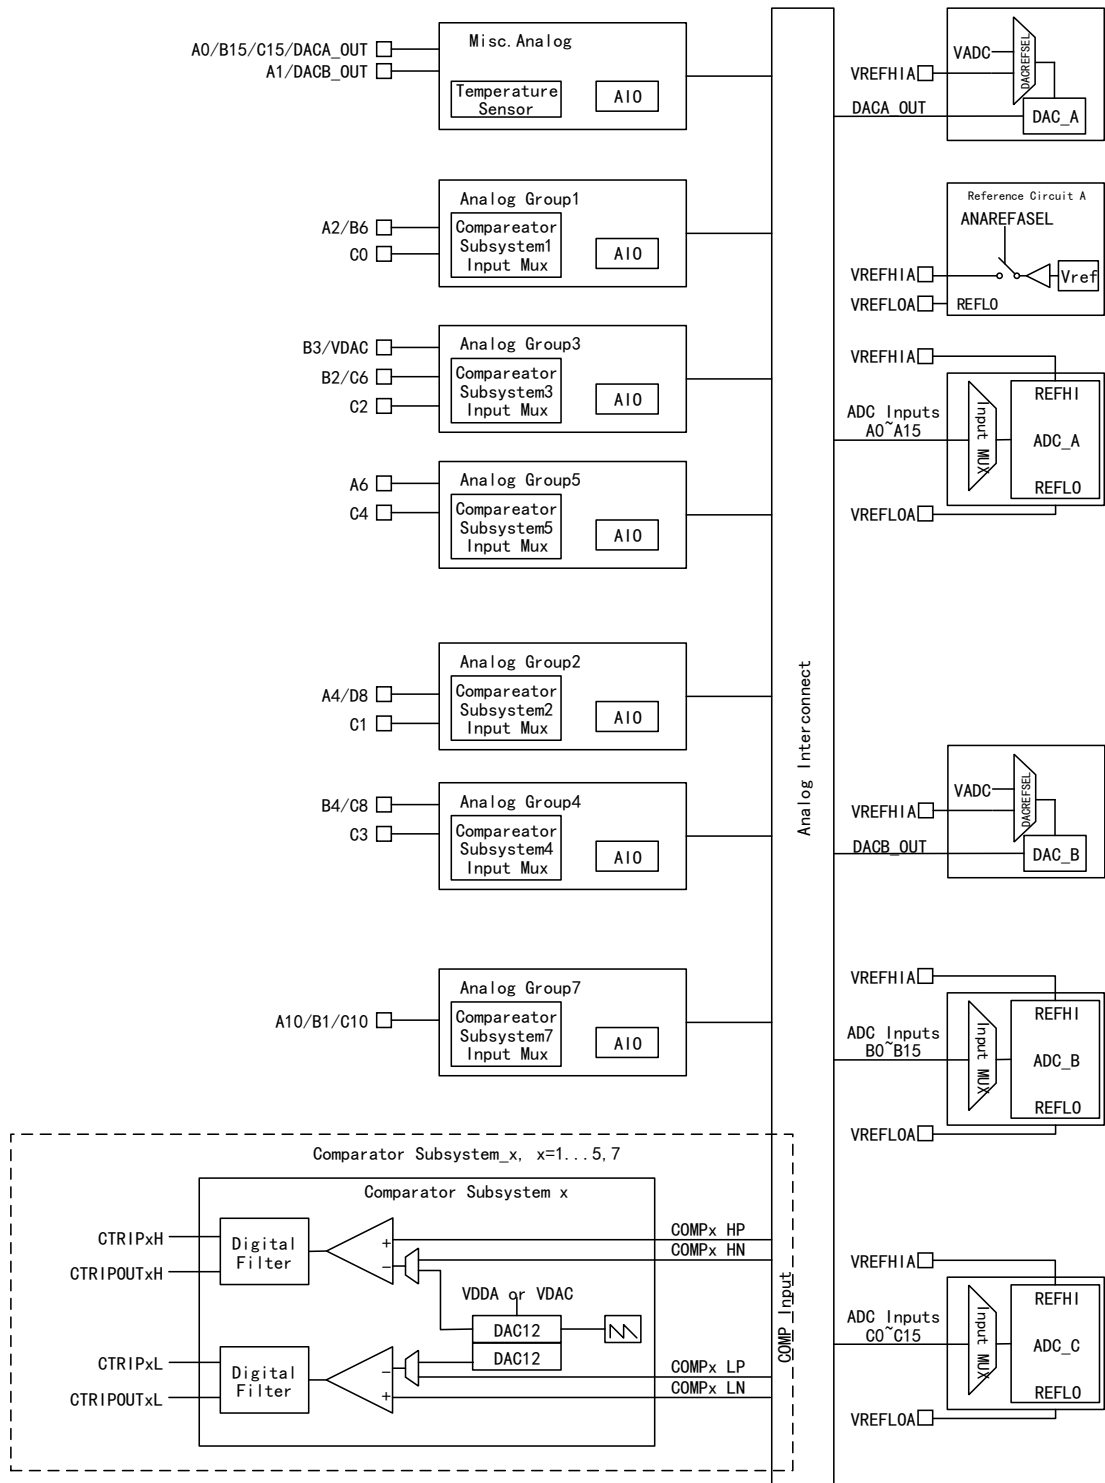 Misc.Analog
A0/B15/C15/DACA_OUT
A1/DACB_OUT
Temperature
Sensor
AIO
Analog Group1
A2/B6
C0
Compareator
Subsystem1
Input Mux
AIO
Analog Group3
B3/VDAC
B2/C6
C2
Compareator
Subsystem3
Input Mux
AIO
Analog Group5
A6
C4
Compareator
Subsystem5
Input Mux
AIO
Analog Group2
A4/D8
C1
Compareator
Subsystem2
Input Mux
AIO
Analog Group4
B4/C8
C3
Compareator
Subsystem4
Input Mux
AIO
Analog Group7
A10/B1/C10
Compareator
Subsystem7
Input Mux
AIO
Comparator Subsystem_x, x=1...5,7
Comparator Subsystem x
CTRIPxH
CTRIPOUTxH
Digital
Filter
+
−
COMPx HP
COMPx HN
VDDA or VDAC
DAC12
DAC12
CTRIPxL
CTRIPOUTxL
Digital
Filter
−
+
COMPx LP
COMPx LN
COMP Input
Analog Interconnect
VADC
VREFHIA
DACREFSEL
DACA OUT
DAC_A
Reference Circuit A
ANAREFASEL
VREFHIA
Vref
VREFLOA
REFLO
VREFHIA
REFHI
ADC Inputs
A0~A15
Input MUX
ADC_A
REFLO
VREFLOA
VADC
VREFHIA
DACREFSEL
DACB_OUT
DAC_B
VREFHIA
REFHI
ADC Inputs
B0~B15
Input MUX
ADC_B
REFLO
VREFLOA
VREFHIA
REFHI
ADC Inputs
C0~C15
Input MUX
ADC_C
REFLO
VREFLOA